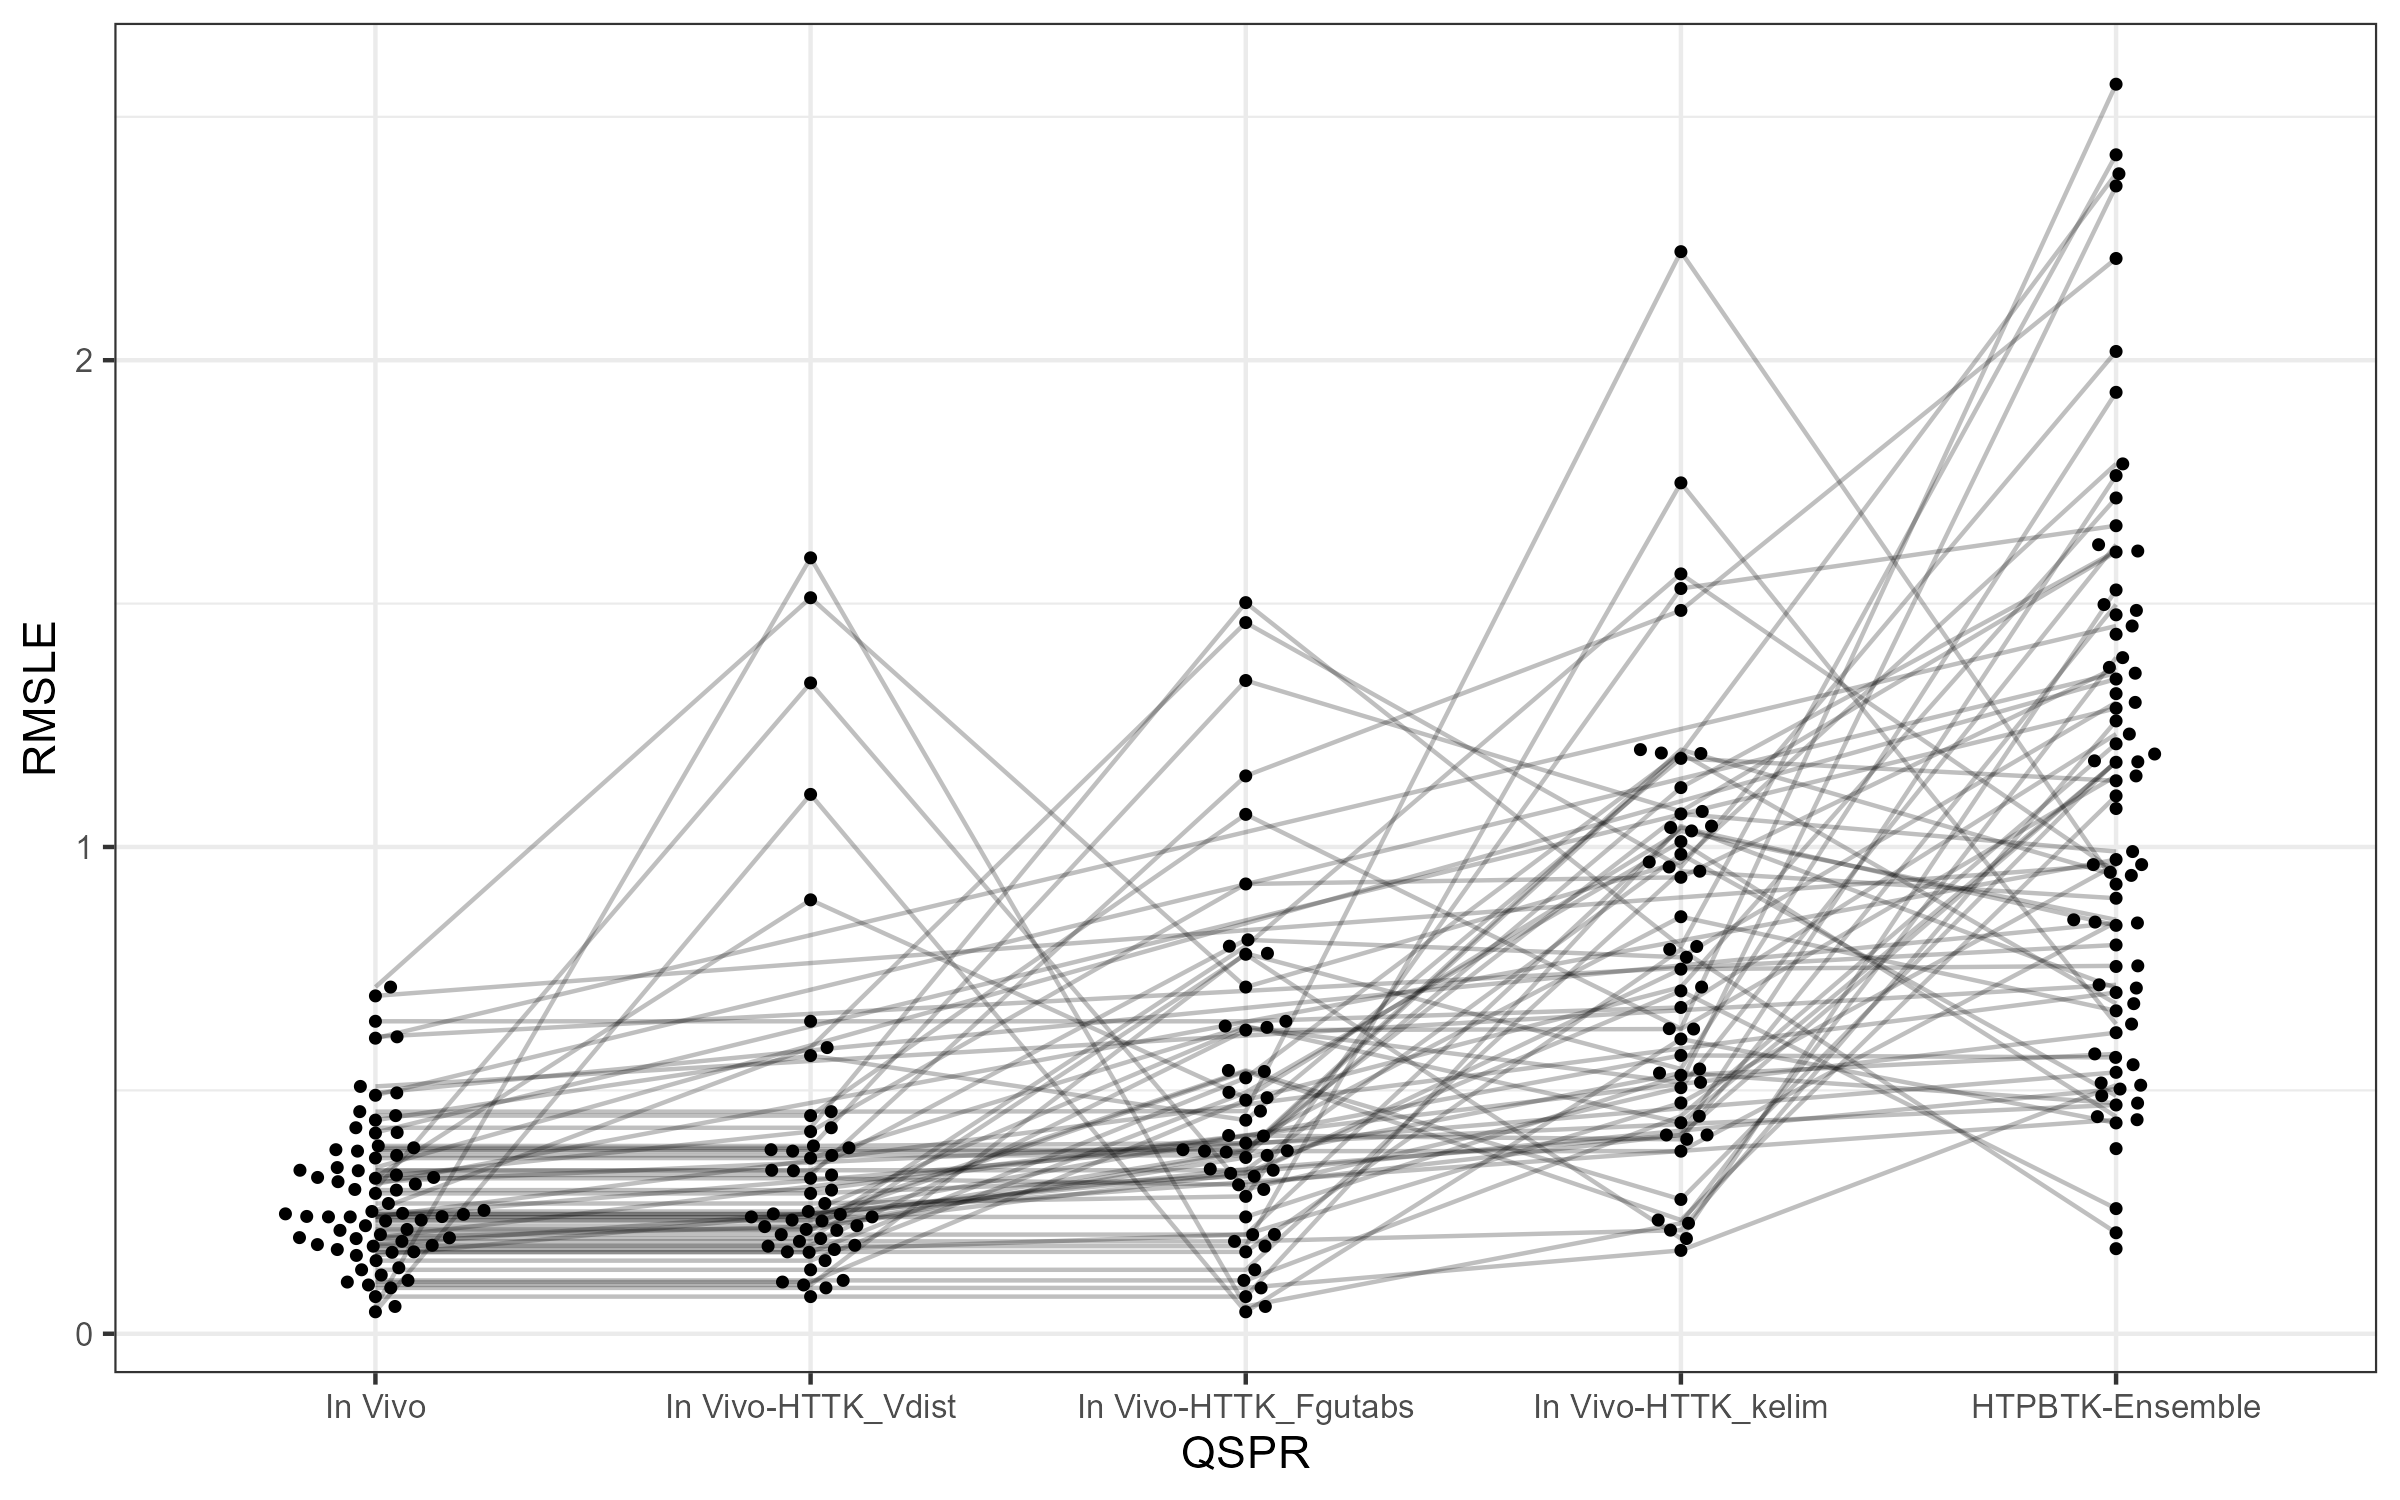 RMSLE
2
1
0
In Vivo
In Vivo-HTTK_Vdist
In Vivo-HTTK_Fgutabs
In Vivo-HTTK_kelim
HTPBTK-Ensemble
QSPR